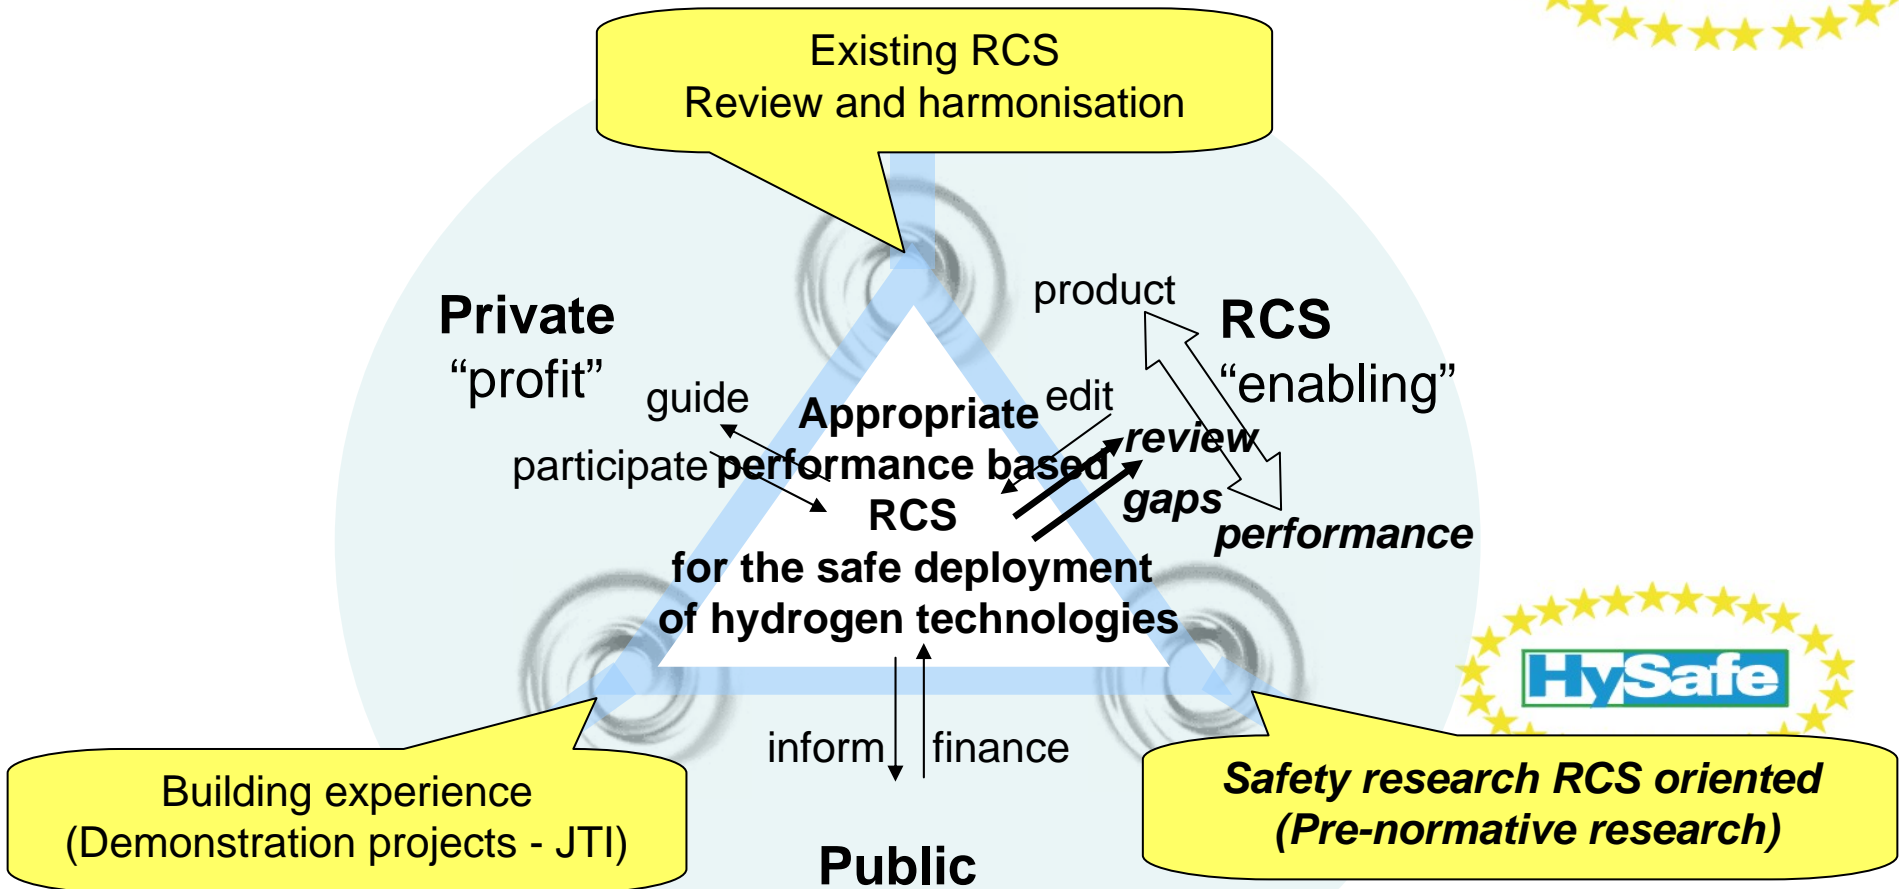 Existing RCS
Review and harmonisation
Private
“profit”
product
RCS
“enabling”
guide
participate
edit
review
gaps
performance
Appropriate
performance based
RCS
for the safe deployment
of hydrogen technologies
HySafe
inform
finance
Building experience
(Demonstration projects - JTI)
Safety research RCS oriented
(Pre-normative research)
Public